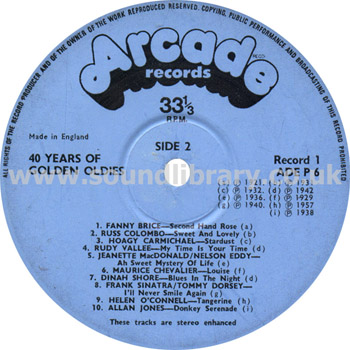 ALL RIGHTS OF THE RECORD PRODUCER AND OF THE OWNER OF THE WORK REPRODUCED RESERVED. COPYING, PUBLIC PERFORMANCE AND BROADCASTING OF THIS RECORD PROHIBITED
Arcade
REGD
records
33⅓
R.P.M.
Made in England
SIDE 2
40 YEARS OF
GOLDEN OLDIES
Record 1
ADE P 6
www.soundlibrary.co.uk
(c) 1932. (d) 1942
(e) 1936. (f) 1929
(g) 1940. (h) 1957
(i) 1938
1 FANNY BRICE—Second Hand Rose (a)
2 RUSS COLOMBO—Sweet And Lovely (b)
3 HOAGY CARMICHAEL—Stardust (c)
4 RUDY VALLEE—My Time Is Your Time (d)
5 JEANETTE MacDONALD/NELSON EDDY—
Ah Sweet Mystery Of Life (e)
6 MAURICE CHEVALIER—Louise (f)
7 DINAH SHORE—Blues In The Night (d)
8 FRANK SINATRA/TOMMY DORSEY—
I'll Never Smile Again (g)
9 HELEN O'CONNELL—Tangerine (h)
10 ALLAN JONES—Donkey Serenade (i)
These tracks are stereo enhanced